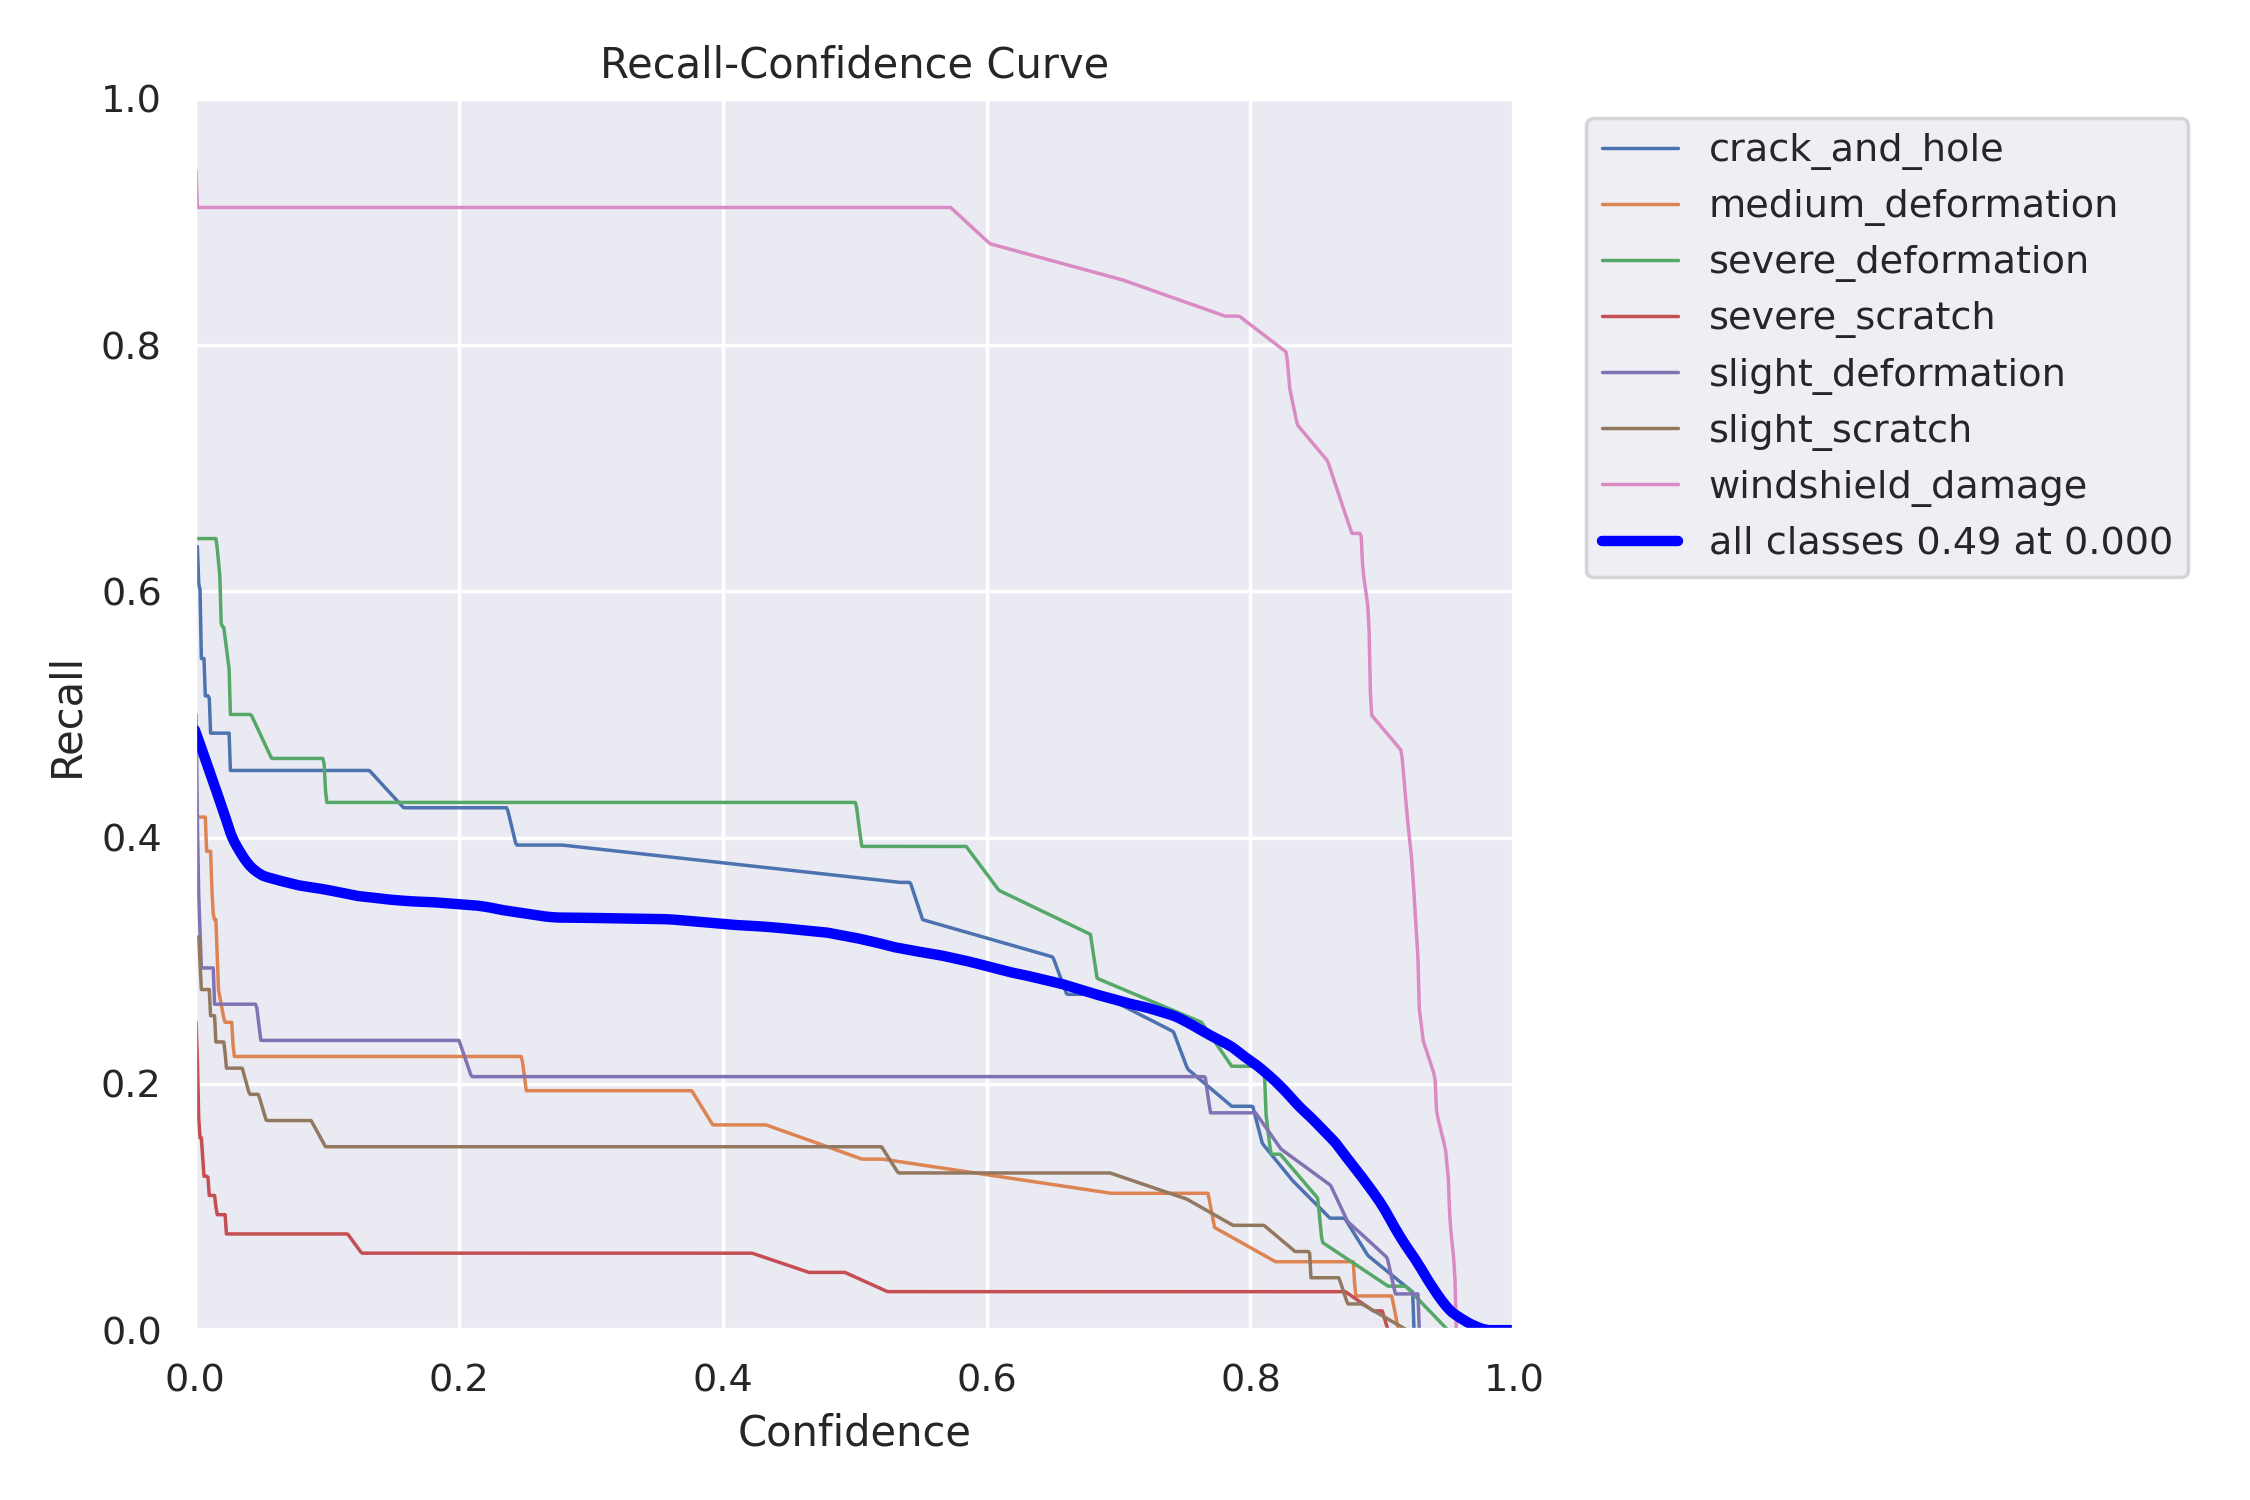 Recall-Confidence Curve
1.0
0.8
0.6
0.4
0.2
0.0
Recall
0.0 0.2 0.4 0.6 0.8 1.0
Confidence
crack_and_hole
medium_deformation
severe_deformation
severe_scratch
slight_deformation
slight_scratch
windshield_damage
all classes 0.49 at 0.000